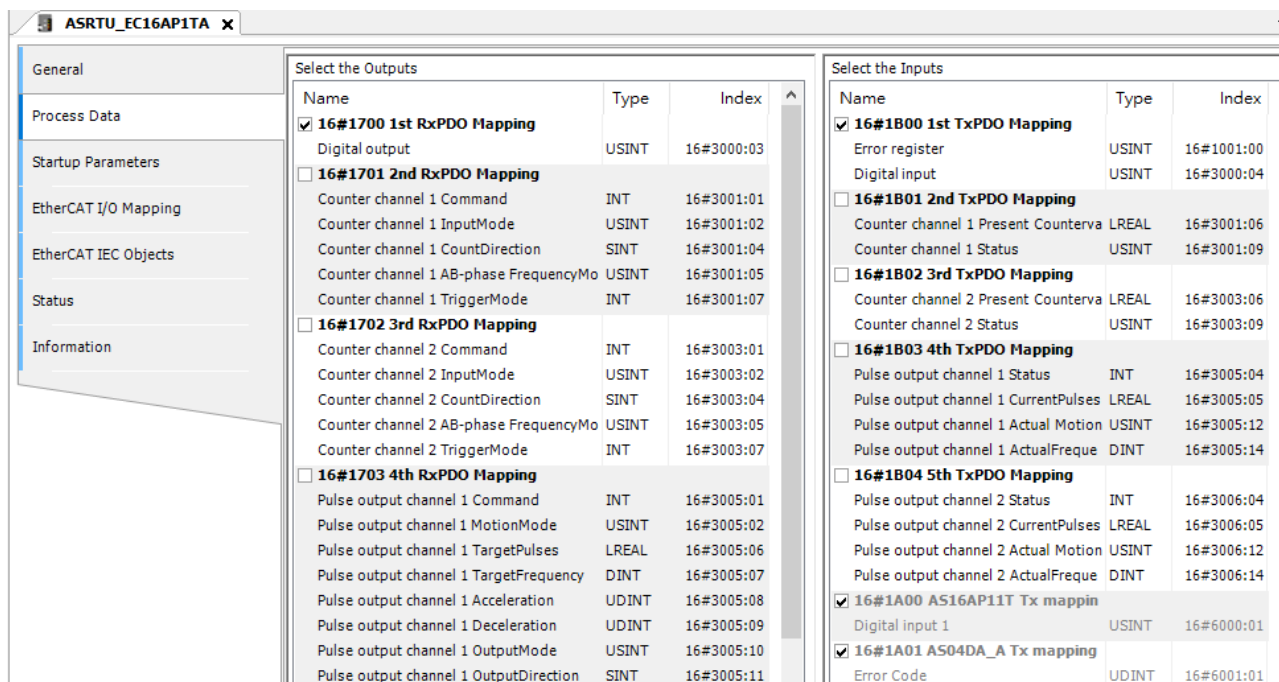 ASRTU_EC16AP1TA
General
Process Data
Startup Parameters
EtherCAT I/O Mapping
EtherCAT IEC Objects
Status
Information
Select the Outputs
Name Type Index
16#1700 1st RxPDO Mapping
Digital output USINT 16#3000:03
16#1701 2nd RxPDO Mapping
Counter channel 1 Command INT 16#3001:01
Counter channel 1 InputMode USINT 16#3001:02
Counter channel 1 CountDirection SINT 16#3001:04
Counter channel 1 AB-phase FrequencyMo USINT 16#3001:05
Counter channel 1 TriggerMode INT 16#3001:07
16#1702 3rd RxPDO Mapping
Counter channel 2 Command INT 16#3003:01
Counter channel 2 InputMode USINT 16#3003:02
Counter channel 2 CountDirection SINT 16#3003:04
Counter channel 2 AB-phase FrequencyMo USINT 16#3003:05
Counter channel 2 TriggerMode INT 16#3003:07
16#1703 4th RxPDO Mapping
Pulse output channel 1 Command INT 16#3005:01
Pulse output channel 1 MotionMode USINT 16#3005:02
Pulse output channel 1 TargetPulses LREAL 16#3005:06
Pulse output channel 1 TargetFrequency DINT 16#3005:07
Pulse output channel 1 Acceleration UDINT 16#3005:08
Pulse output channel 1 Deceleration UDINT 16#3005:09
Pulse output channel 1 OutputMode USINT 16#3005:10
Pulse output channel 1 OutputDirection SINT 16#3005:11
Select the Inputs
Name Type Index
16#1B00 1st TxPDO Mapping
Error register USINT 16#1001:00
Digital input USINT 16#3000:04
16#1B01 2nd TxPDO Mapping
Counter channel 1 Present Counterva LREAL 16#3001:06
Counter channel 1 Status USINT 16#3001:09
16#1B02 3rd TxPDO Mapping
Counter channel 2 Present Counterva LREAL 16#3003:06
Counter channel 2 Status USINT 16#3003:09
16#1B03 4th TxPDO Mapping
Pulse output channel 1 Status INT 16#3005:04
Pulse output channel 1 CurrentPulses LREAL 16#3005:05
Pulse output channel 1 Actual Motion USINT 16#3005:12
Pulse output channel 1 ActualFreque DINT 16#3005:14
16#1B04 5th TxPDO Mapping
Pulse output channel 2 Status INT 16#3006:04
Pulse output channel 2 CurrentPulses LREAL 16#3006:05
Pulse output channel 2 Actual Motion USINT 16#3006:12
Pulse output channel 2 ActualFreque DINT 16#3006:14
16#1A00 AS16AP11T Tx mappin
Digital input 1 USINT 16#6000:01
16#1A01 AS04DA_A Tx mapping
Error Code UDINT 16#6001:01